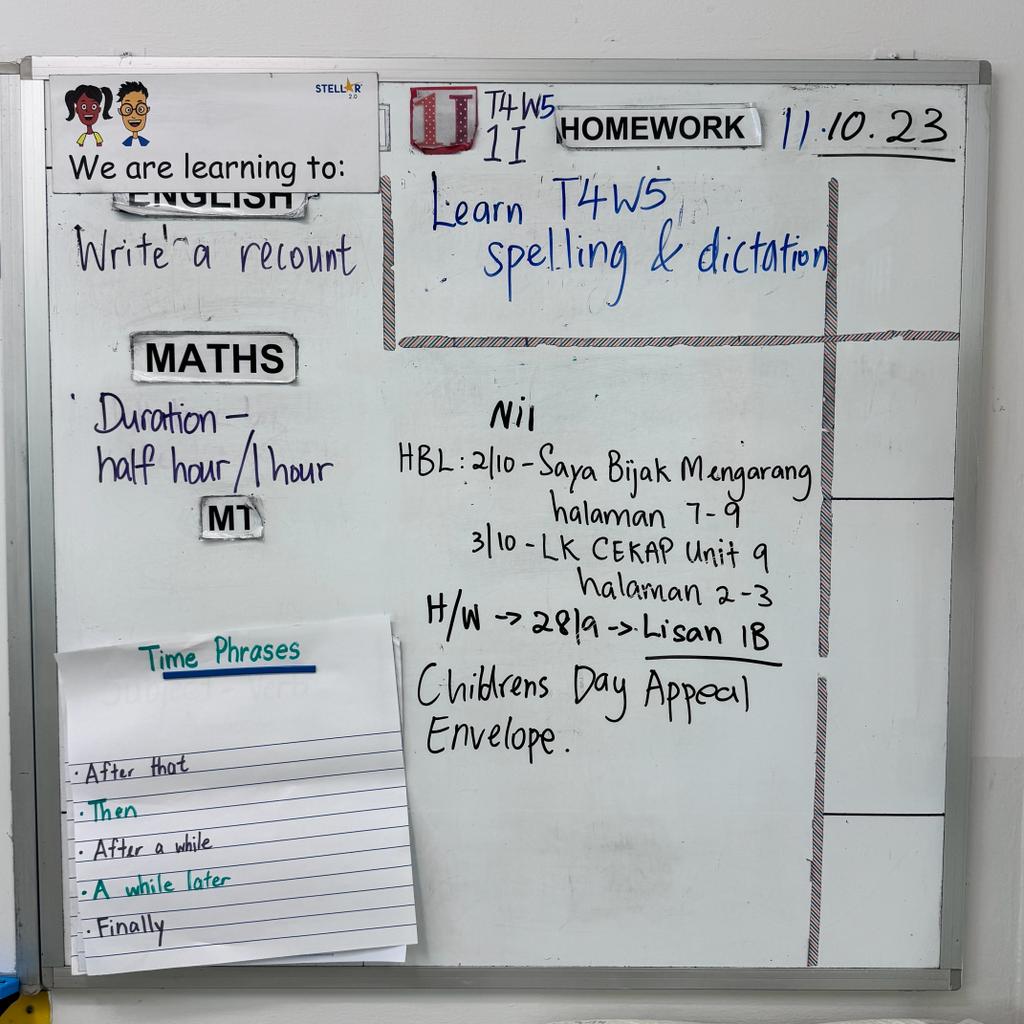 STELLAR
2.0
We are learning to:
ENGLISH
Write a recount
MATHS
Duration –
half hour/1 hour
MT
Time Phrases
· After that
· Then
· After a while
· A while later
· Finally
T4W5
1I
HOMEWORK
11.10.23
Learn T4W5
spelling & dictation
Nil
HBL: 2/10 – Saya Bijak Mengarang
halaman 7-9
3/10 - LK CEKAP Unit 9
halaman 2-3
H/W → 28/9 → Lisan 1B
Childrens Day Appeal
Envelope.